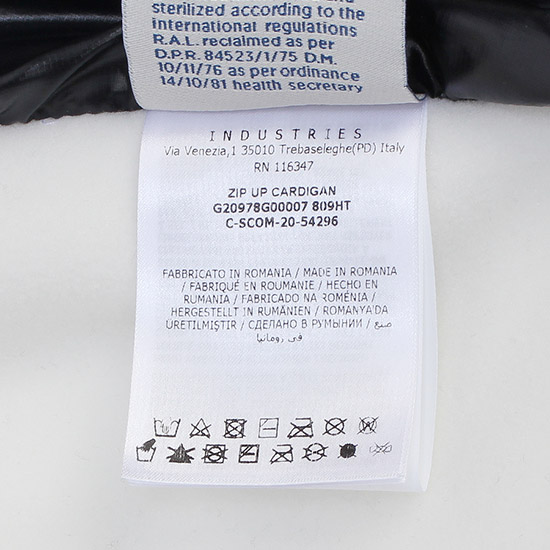 sterilized according to the
international regulations
R.A.L. reclaimed as per
D.P.R. 84523/1/75 D.M.
10/11/76 as per ordinance
14/10/81 health secretary
INDUSTRIES
Via Venezia,1 35010 Trebaseleghe(PD) Italy
RN 116347
ZIP UP CARDIGAN
G20978G00007 809HT
C-SCOM-20-54296
FABBRICATO IN ROMANIA / MADE IN ROMANIA
/ FABRIQUÉ EN ROUMANIE / HECHO EN
RUMANIA / FABRICADO NA ROMÉNIA /
HERGESTELLT IN RUMÄNIEN / ROMANYA'DA
ÜRETILMIŞTIR / СДЕЛАНО В РУМЫНИИ / صنع
في رومانيا